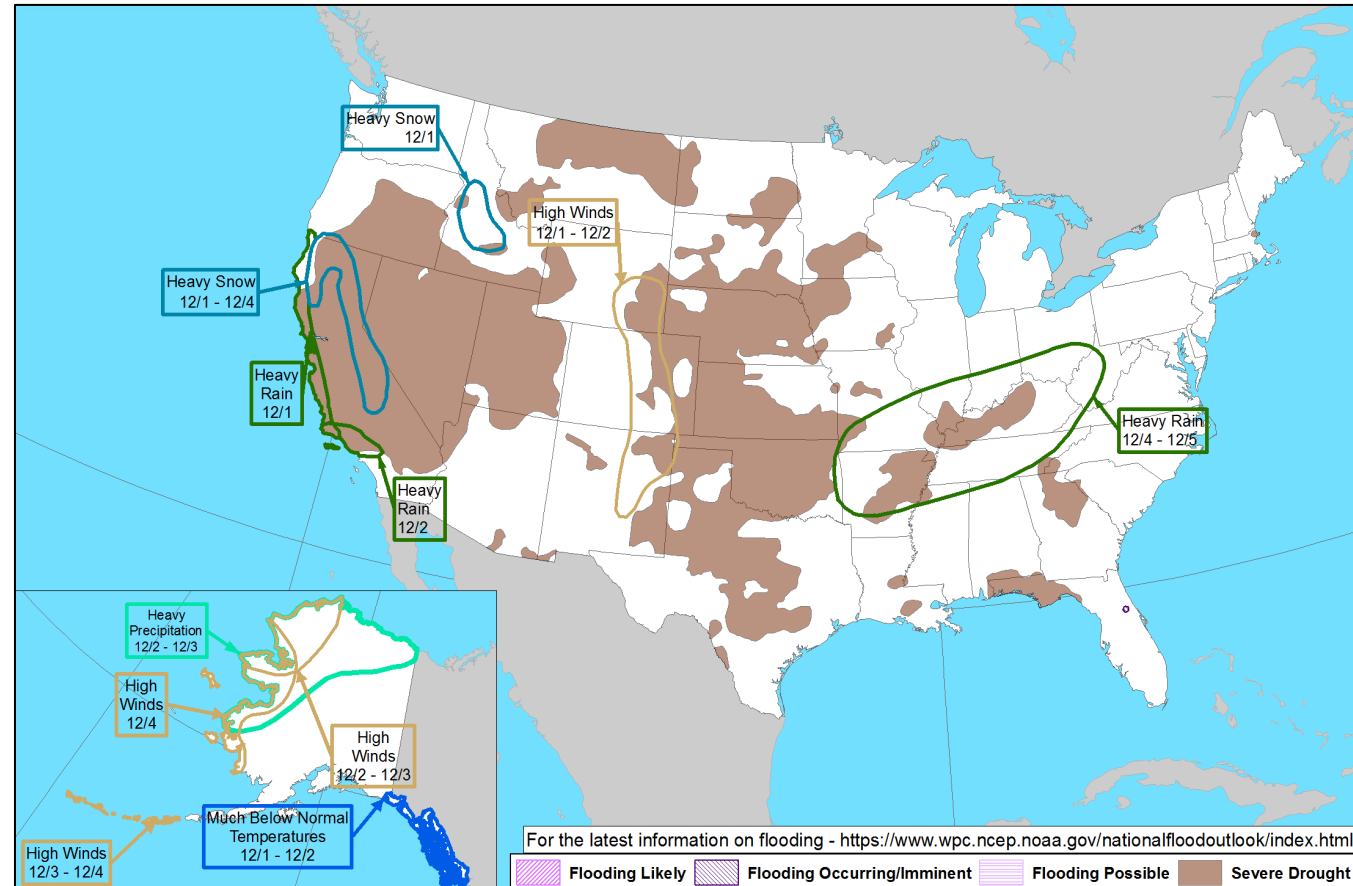 Heavy Snow
12/1
High Winds
12/1 - 12/2
Heavy Snow
12/1 - 12/4
Heavy
Rain
12/1
Heavy Rain
12/4 - 12/5
Heavy
Rain
12/2
Heavy
Precipitation
12/2 - 12/3
High
Winds
12/4
High
Winds
12/2 - 12/3
Much Below Normal
Temperatures
12/1 - 12/2
High Winds
12/3 - 12/4
For the latest information on flooding - https://www.wpc.ncep.noaa.gov/nationalfloodoutlook/index.html
Flooding Likely
Flooding Occurring/Imminent
Flooding Possible
Severe Drought